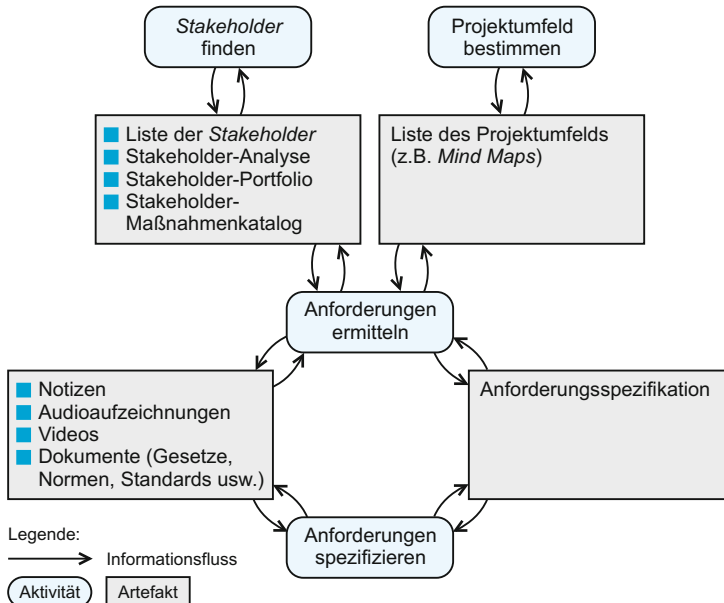 Stakeholder
finden
Projektumfeld
bestimmen
Liste der Stakeholder
Stakeholder-Analyse
Stakeholder-Portfolio
Stakeholder-
Maßnahmenkatalog
Liste des Projektumfelds
(z.B. Mind Maps)
Anforderungen
ermitteln
Notizen
Audioaufzeichnungen
Videos
Dokumente (Gesetze,
Normen, Standards usw.)
Anforderungsspezifikation
Anforderungen
spezifizieren
Legende:
Informationsfluss
Aktivität
Artefakt